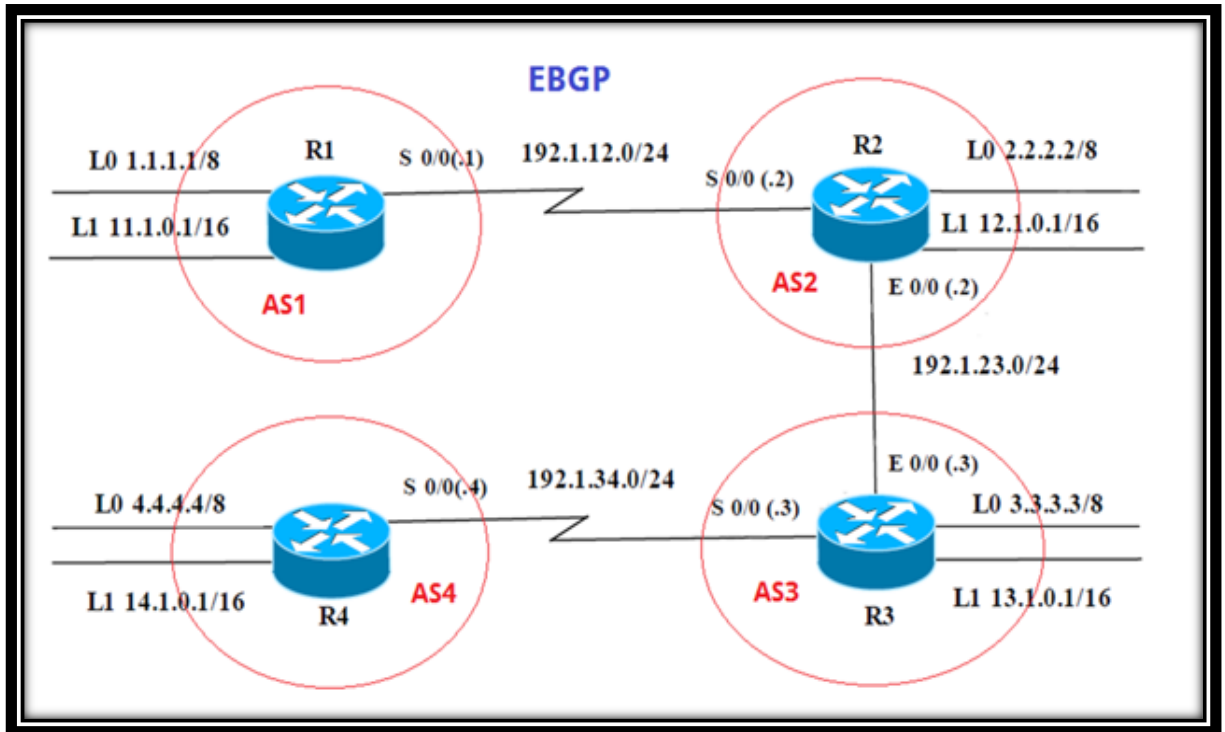 EBGP
R1
L0 1.1.1.1/8
S 0/0(.1)
192.1.12.0/24
L1 11.1.0.1/16
AS1
R2
L0 2.2.2.2/8
S 0/0 (.2)
L1 12.1.0.1/16
AS2
E 0/0 (.2)
192.1.23.0/24
L0 4.4.4.4/8
S 0/0(.4)
192.1.34.0/24
L1 14.1.0.1/16
AS4
R4
E 0/0 (.3)
S 0/0 (.3)
L0 3.3.3.3/8
AS3
L1 13.1.0.1/16
R3